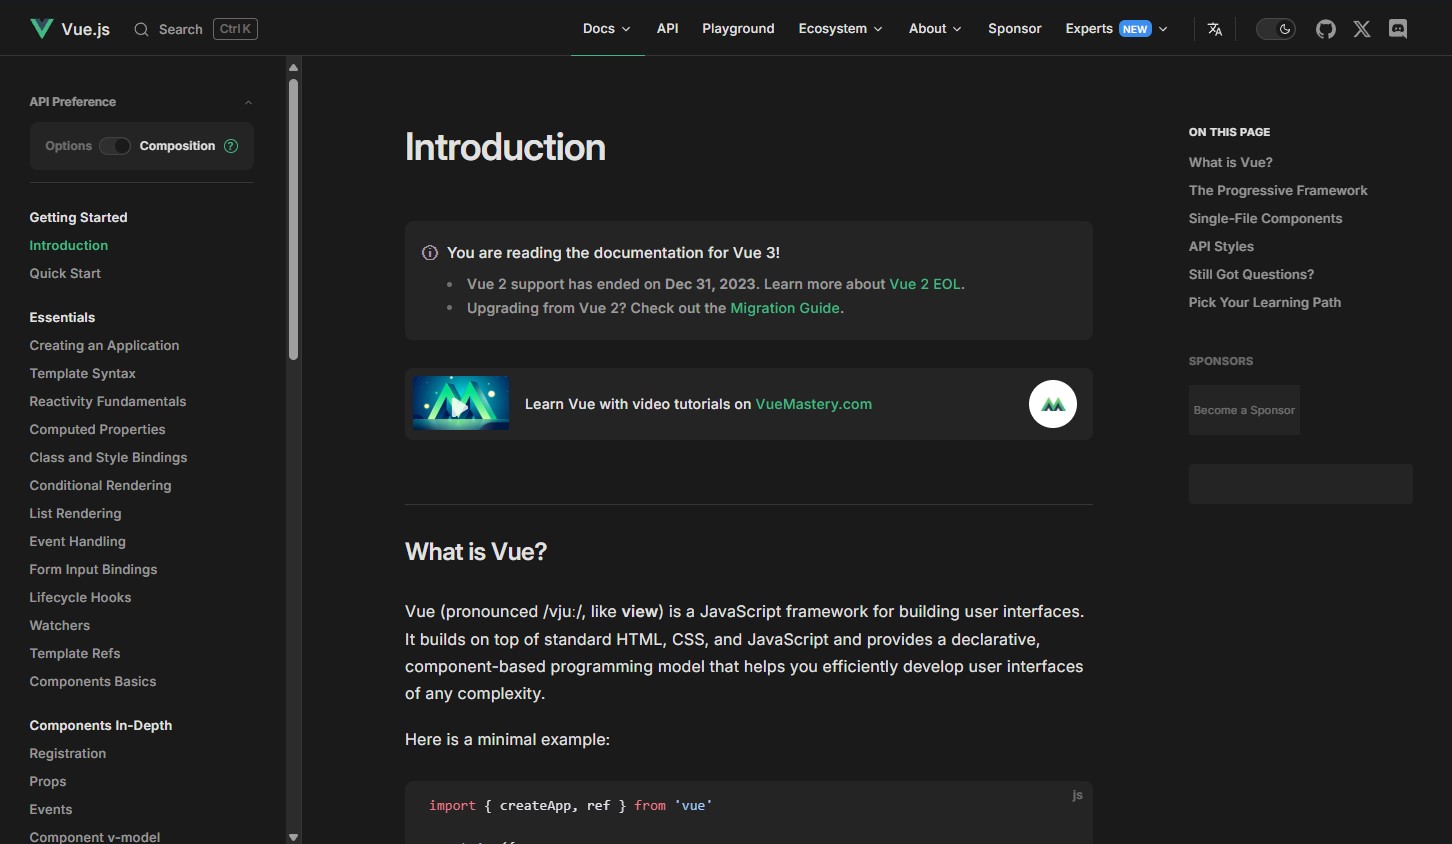 Vue.js
Search
Ctrl K
Docs
API
Playground
Ecosystem
About
Sponsor
Experts NEW
API Preference
Options
Composition
?
Getting Started
Introduction
Quick Start
Essentials
Creating an Application
Template Syntax
Reactivity Fundamentals
Computed Properties
Class and Style Bindings
Conditional Rendering
List Rendering
Event Handling
Form Input Bindings
Lifecycle Hooks
Watchers
Template Refs
Components Basics
Components In-Depth
Registration
Props
Events
Component v-model
Introduction
You are reading the documentation for Vue 3!
Vue 2 support has ended on Dec 31, 2023. Learn more about Vue 2 EOL.
Upgrading from Vue 2? Check out the Migration Guide.
Learn Vue with video tutorials on VueMastery.com
What is Vue?
Vue (pronounced /vjuː/, like view) is a JavaScript framework for building user interfaces.
It builds on top of standard HTML, CSS, and JavaScript and provides a declarative,
component-based programming model that helps you efficiently develop user interfaces
of any complexity.
Here is a minimal example:
js
import { createApp, ref } from 'vue'
ON THIS PAGE
What is Vue?
The Progressive Framework
Single-File Components
API Styles
Still Got Questions?
Pick Your Learning Path
SPONSORS
Become a Sponsor